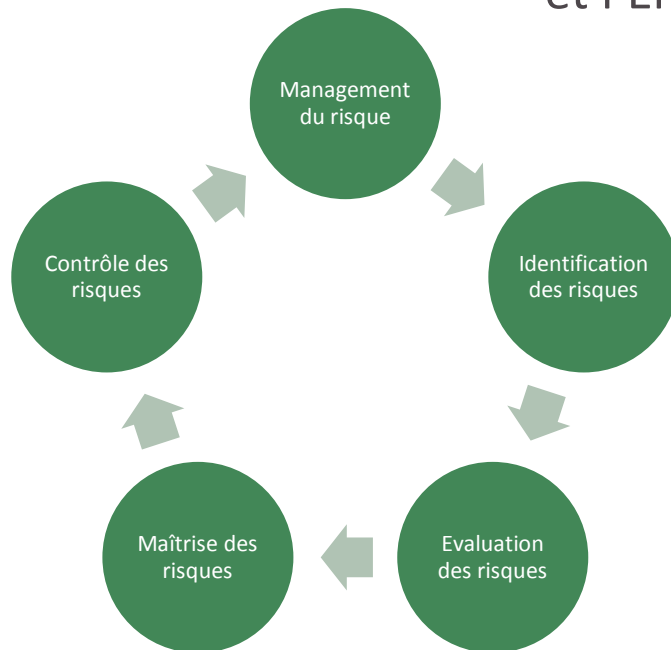 Management
du risque
Identification
des risques
Evaluation
des risques
Maîtrise des
risques
Contrôle des
risques